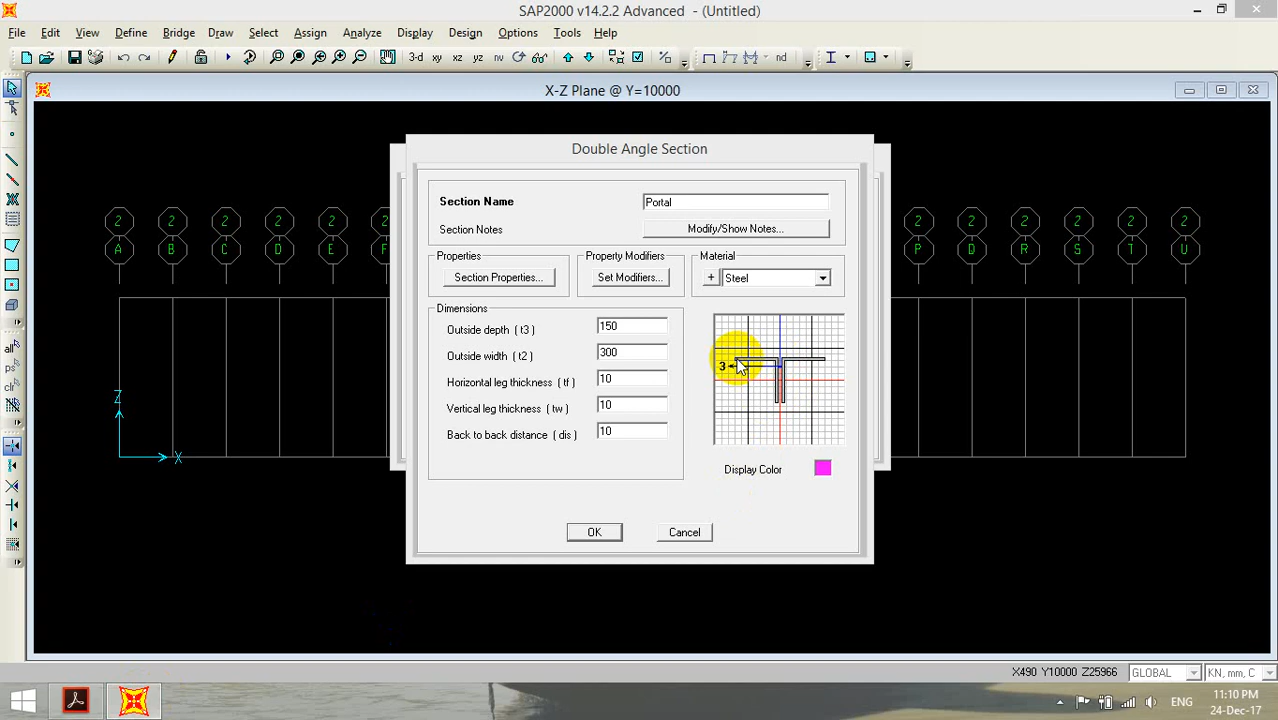 SAP2000 v14.2.2 Advanced - (Untitled)
File Edit View Define Bridge Draw Select Assign Analyze Display Design Options Tools Help
3-d xy xz yz nv nd
X-Z Plane @ Y=10000
Double Angle Section
Section Name Portal
Section Notes Modify/Show Notes...
Properties Property Modifiers Material
Section Properties... Set Modifiers... + Steel
Dimensions
Outside depth ( t3 ) 150
Outside width ( t2 ) 300
Horizontal leg thickness ( tf ) 10
Vertical leg thickness ( tw ) 10
Back to back distance ( dis ) 10
3
Display Color
OK Cancel
2 2 2 2 2 2 2 2 2 2 2 2
A B C D E F P D R S T U
all
ps
clr
Z
X
X490 Y10000 Z25966 GLOBAL KN, mm, C
ENG
11:10 PM
24-Dec-17